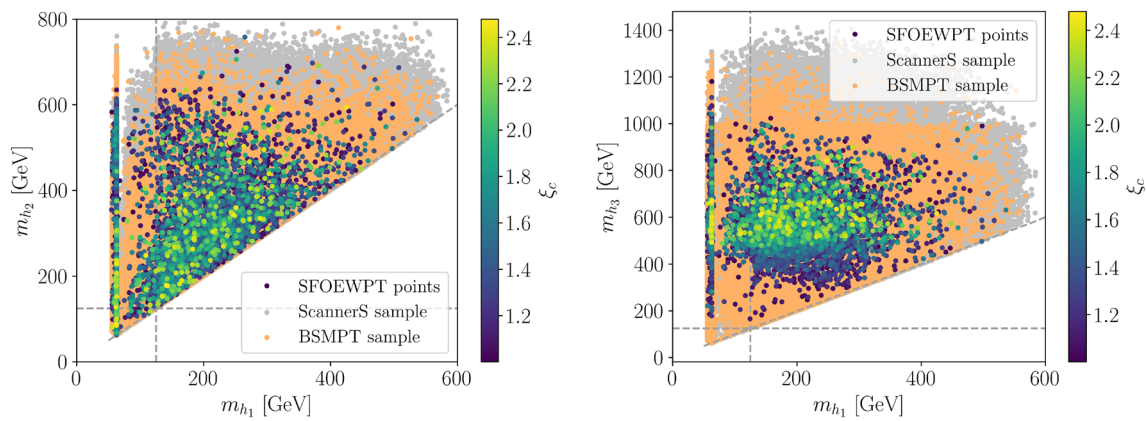 800
600
400
200
0
m_{h_2} [GeV]
0 200 400 600
m_{h_1} [GeV]
SFOEWPT points
ScannerS sample
BSMPT sample
2.4
2.2
2.0
1.8
1.6
1.4
1.2
ξ_c
1400
1200
1000
800
600
400
200
0
m_{h_3} [GeV]
0 200 400 600
m_{h_1} [GeV]
SFOEWPT points
ScannerS sample
BSMPT sample
2.4
2.2
2.0
1.8
1.6
1.4
1.2
ξ_c